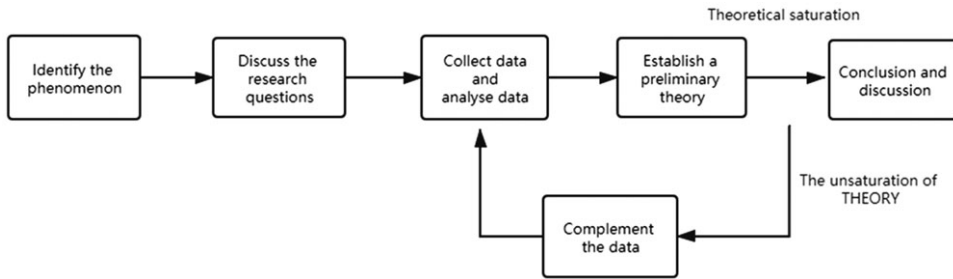 Theoretical saturation
Identify the
phenomenon
Discuss the
research
questions
Collect data
and
analyse data
Establish a
preliminary
theory
Conclusion and
discussion
The unsaturation of
THEORY
Complement
the data